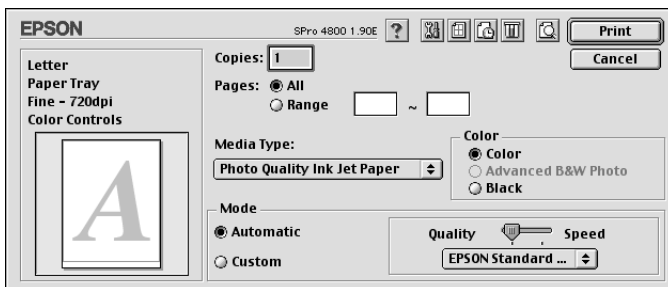 EPSON
SPro 4800 1.90E ?
Print
Cancel
Letter
Paper Tray
Fine - 720dpi
Color Controls
A
Copies: 1
Pages: All
Range ~
Media Type:
Photo Quality Ink Jet Paper
Color
Color
Advanced B&W Photo
Black
Mode
Automatic
Custom
Quality Speed
EPSON Standard ...